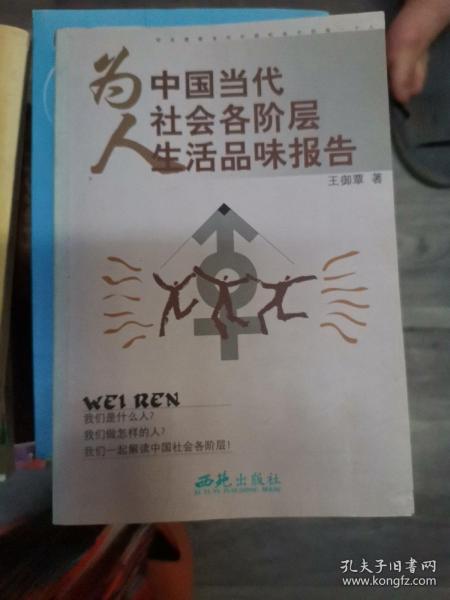 为人
中国当代
社会各阶层
生活品味报告
王御覃 著
WEI REN
我们是什么人?
我们做怎样的人?
我们一起解读中国社会各阶层!
西苑出版社
孔夫子旧书网
www.kongfz.com